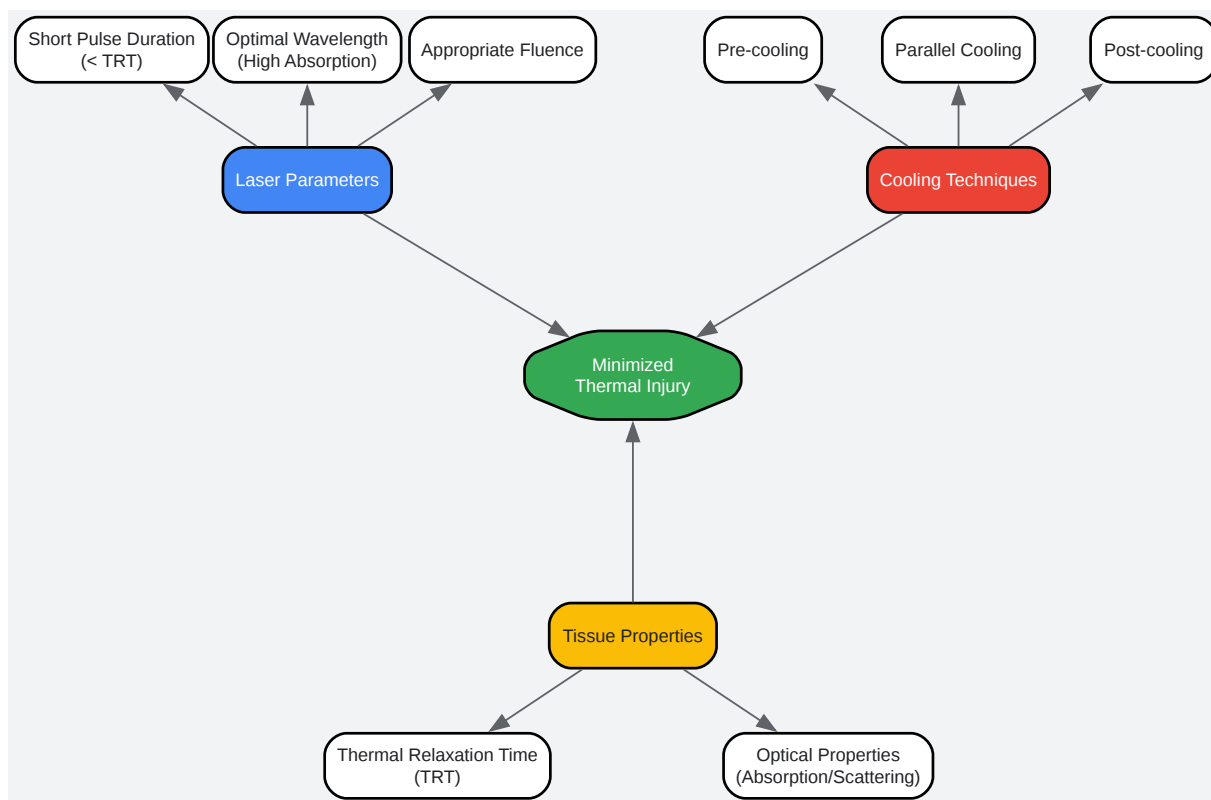 Short Pulse Duration
(< TRT)
Optimal Wavelength
(High Absorption)
Appropriate Fluence
Pre-cooling
Parallel Cooling
Post-cooling
Laser Parameters
Cooling Techniques
Minimized
Thermal Injury
Tissue Properties
Thermal Relaxation Time
(TRT)
Optical Properties
(Absorption/Scattering)